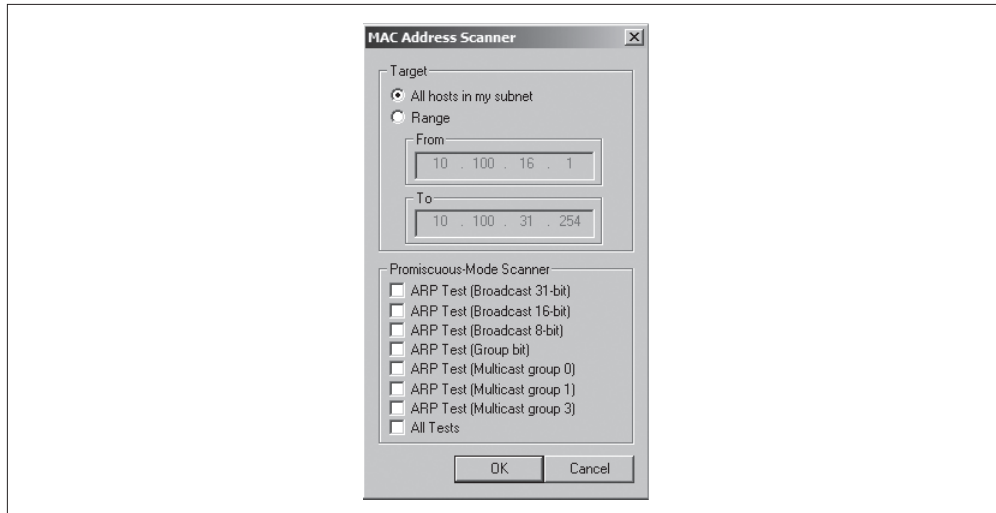 MAC Address Scanner
Target
All hosts in my subnet
Range
From
10 . 100 . 16 . 1
To
10 . 100 . 31 . 254
Promiscuous-Mode Scanner
ARP Test (Broadcast 31-bit)
ARP Test (Broadcast 16-bit)
ARP Test (Broadcast 8-bit)
ARP Test (Group bit)
ARP Test (Multicast group 0)
ARP Test (Multicast group 1)
ARP Test (Multicast group 3)
All Tests
OK Cancel